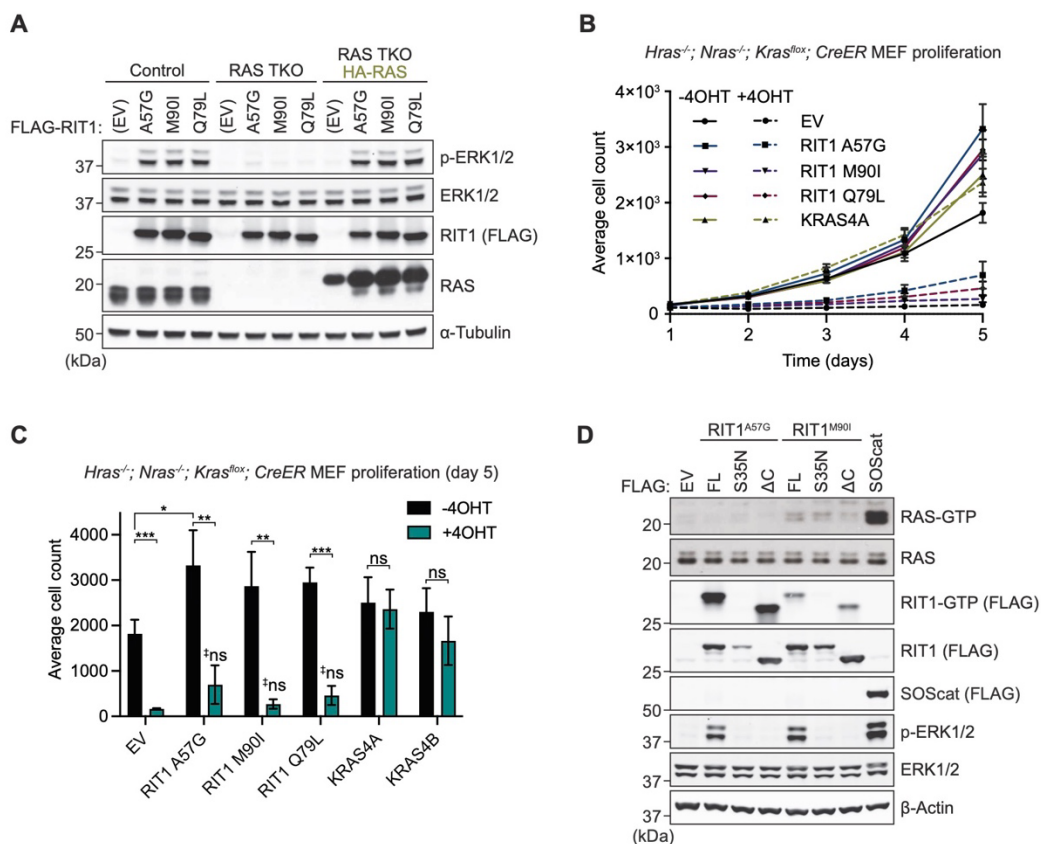 A
Control
RAS TKO
RAS TKO
HA-RAS
FLAG-RIT1:
(EV)
A57G
M90I
Q79L
(EV)
A57G
M90I
Q79L
(EV)
A57G
M90I
Q79L
37
p-ERK1/2
37
ERK1/2
25
RIT1 (FLAG)
20
RAS
50
α-Tubulin
(kDa)
B
Hras-/-; Nras-/-; Krasflox; CreER MEF proliferation
-4OHT +4OHT
EV
RIT1 A57G
RIT1 M90I
RIT1 Q79L
KRAS4A
Average cell count
4×10³
3×10³
2×10³
1×10³
0
1 2 3 4 5
Time (days)
C
Hras-/-; Nras-/-; Krasflox; CreER MEF proliferation (day 5)
-4OHT
+4OHT
Average cell count
5000
4000
3000
2000
1000
0
***
*
**
**
***
ns
ns
‡ns
‡ns
‡ns
EV
RIT1 A57G
RIT1 M90I
RIT1 Q79L
KRAS4A
KRAS4B
D
RIT1A57G
RIT1M90I
FLAG:
EV
FL
S35N
ΔC
FL
S35N
ΔC
SOScat
20
RAS-GTP
20
RAS
25
RIT1-GTP (FLAG)
25
RIT1 (FLAG)
50
SOScat (FLAG)
37
p-ERK1/2
37
ERK1/2
37
β-Actin
(kDa)